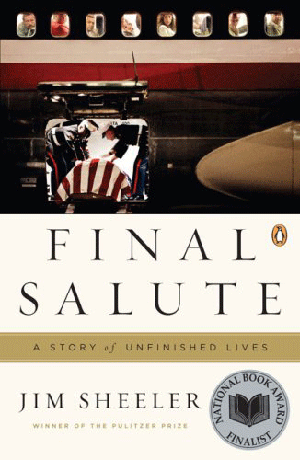 FINAL
SALUTE
A STORY of UNFINISHED LIVES
JIM SHEELER
WINNER OF THE PULITZER PRIZE
NATIONAL BOOK AWARD
FINALIST